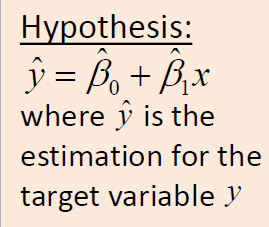 Hypothesis:
ŷ = β̂₀ + β̂₁x
where ŷ is the
estimation for the
target variable y